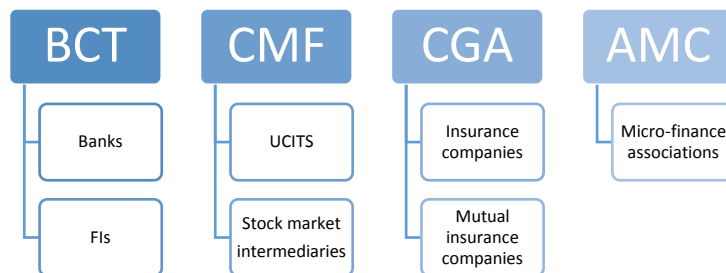 BCT
Banks
FIs
CMF
UCITS
Stock market
intermediaries
CGA
Insurance
companies
Mutual
insurance
companies
AMC
Micro-finance
associations